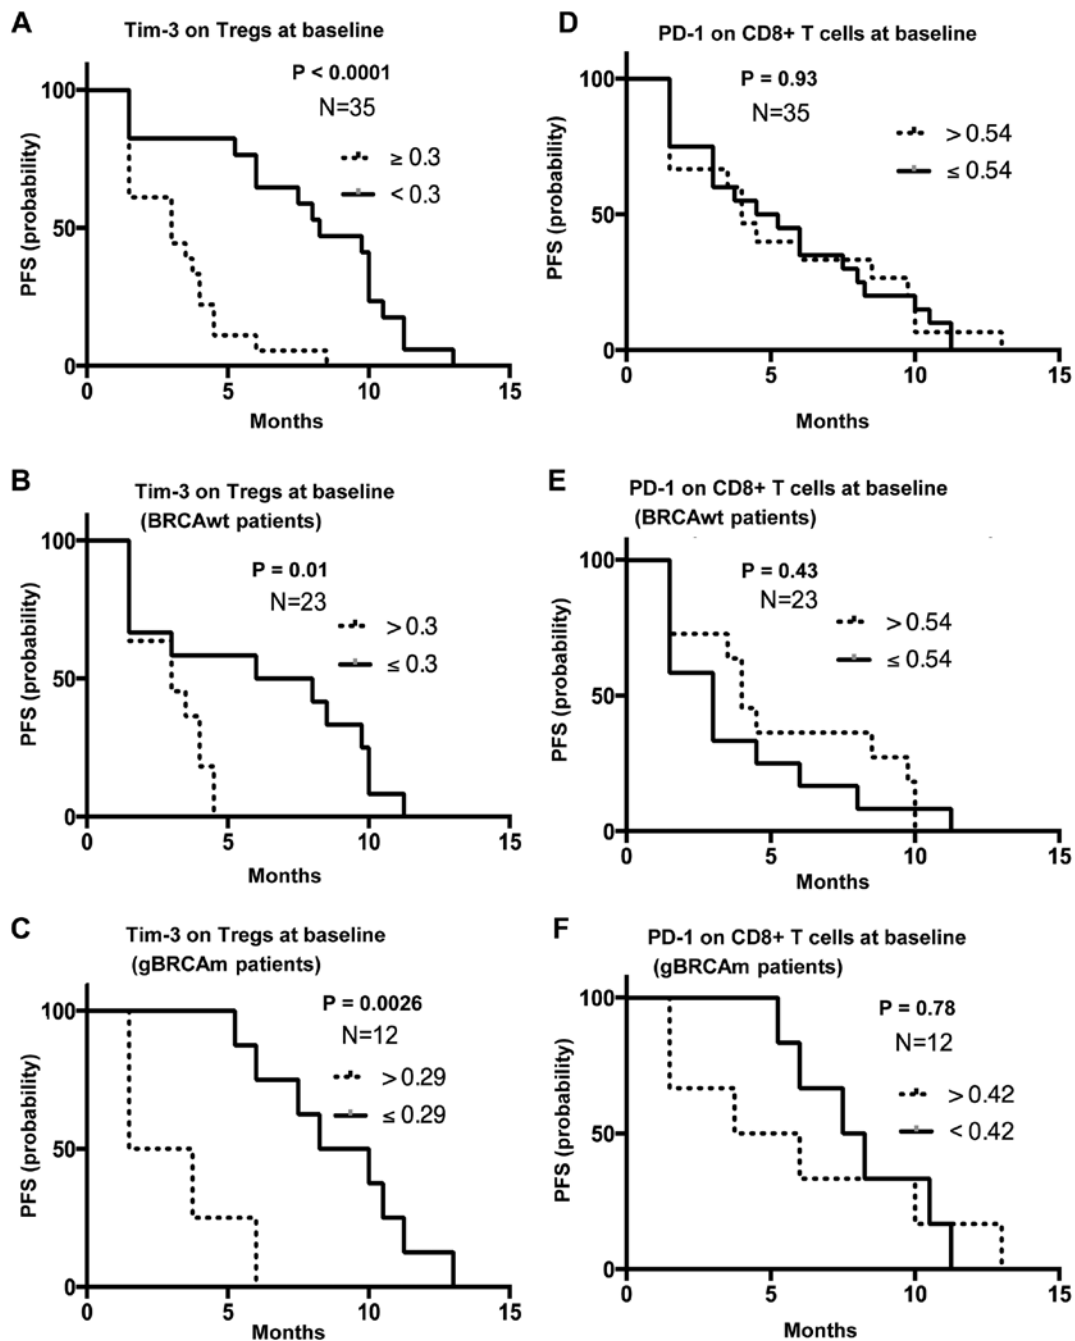 A
Tim-3 on Tregs at baseline
P < 0.0001
N=35
≥ 0.3
< 0.3
PFS (probability)
100
50
0
0 5 10 15
Months
D
PD-1 on CD8+ T cells at baseline
P = 0.93
N=35
> 0.54
≤ 0.54
PFS (probability)
100
50
0
0 5 10 15
Months
B
Tim-3 on Tregs at baseline
(BRCAwt patients)
P = 0.01
N=23
> 0.3
≤ 0.3
PFS (probability)
100
50
0
0 5 10 15
Months
E
PD-1 on CD8+ T cells at baseline
(BRCAwt patients)
P = 0.43
N=23
> 0.54
≤ 0.54
PFS (probability)
100
50
0
0 5 10 15
Months
C
Tim-3 on Tregs at baseline
(gBRCAm patients)
P = 0.0026
N=12
> 0.29
≤ 0.29
PFS (probability)
100
50
0
0 5 10 15
Months
F
PD-1 on CD8+ T cells at baseline
(gBRCAm patients)
P = 0.78
N=12
> 0.42
< 0.42
PFS (probability)
100
50
0
0 5 10 15
Months